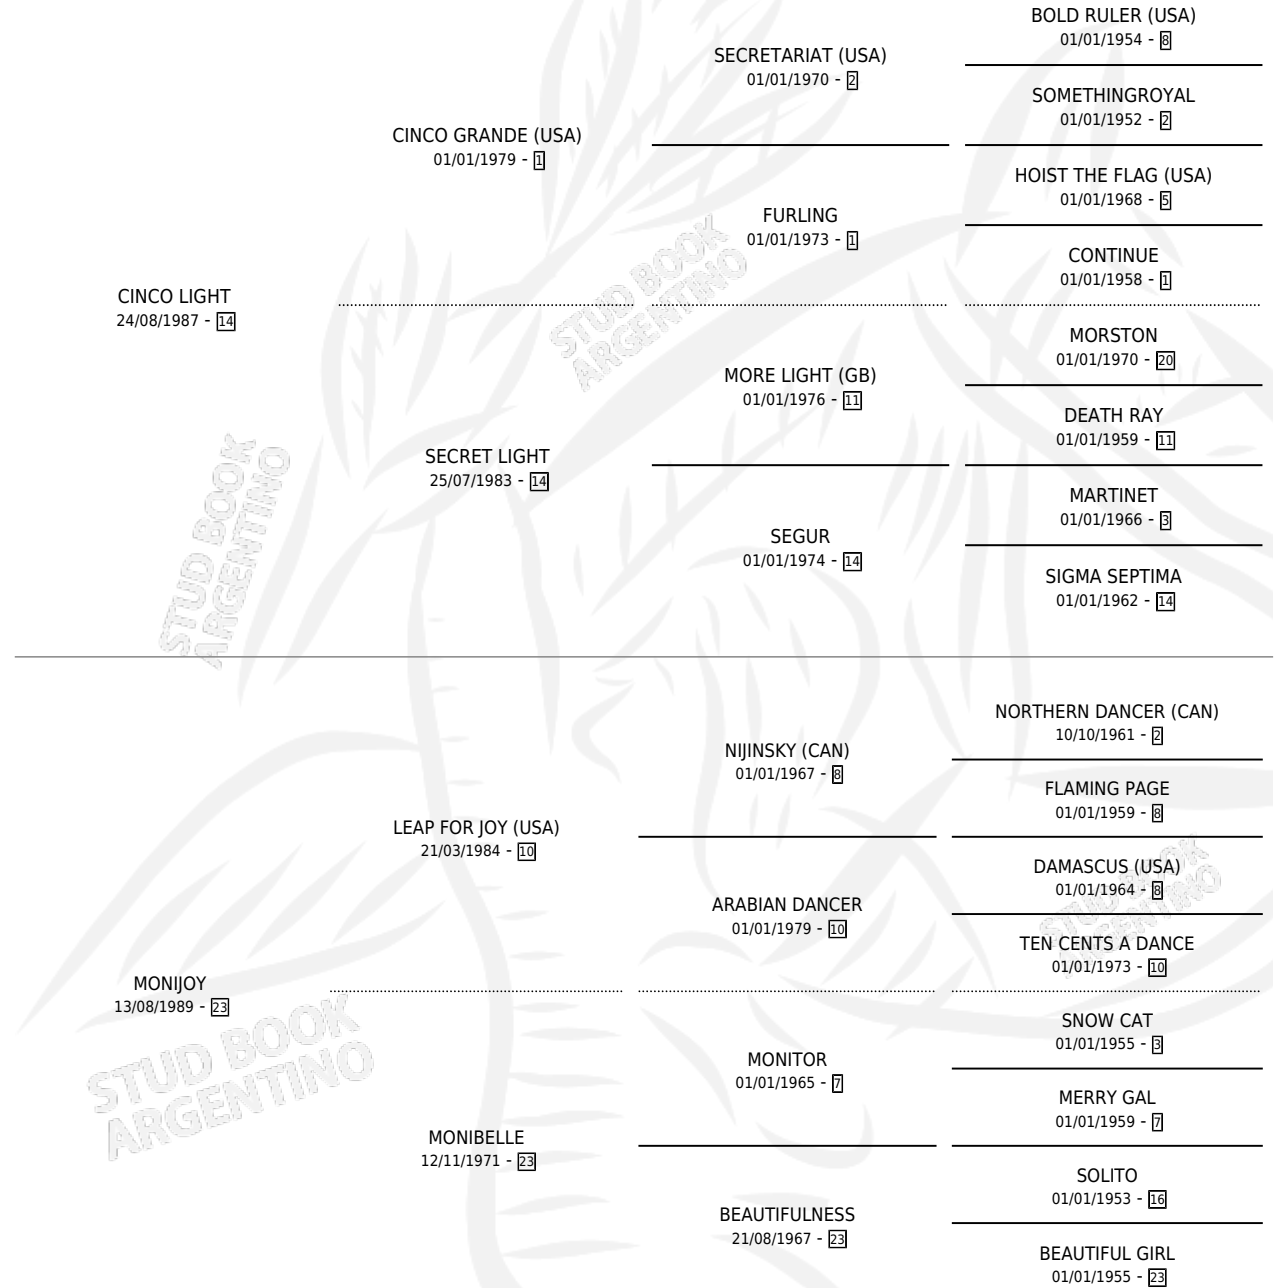 BOLD RULER (USA)
01/01/1954 - 8
SECRETARIAT (USA)
01/01/1970 - 2
SOMETHINGROYAL
01/01/1952 - 2
CINCO GRANDE (USA)
01/01/1979 - 1
HOIST THE FLAG (USA)
01/01/1968 - 5
FURLING
01/01/1973 - 1
CONTINUE
01/01/1958 - 1
CINCO LIGHT
24/08/1987 - 14
STUD BOOK
ARGENTINO
MORSTON
01/01/1970 - 20
MORE LIGHT (GB)
01/01/1976 - 11
DEATH RAY
01/01/1959 - 11
SECRET LIGHT
25/07/1983 - 14
MARTINET
01/01/1966 - 3
SEGUR
01/01/1974 - 14
SIGMA SEPTIMA
01/01/1962 - 14
STUD BOOK
ARGENTINO
NORTHERN DANCER (CAN)
10/10/1961 - 2
NIJINSKY (CAN)
01/01/1967 - 8
FLAMING PAGE
01/01/1959 - 8
LEAP FOR JOY (USA)
21/03/1984 - 10
DAMASCUS (USA)
01/01/1964 - 8
ARABIAN DANCER
01/01/1979 - 10
STUD BOOK
ARGENTINO
TEN CENTS A DANCE
01/01/1973 - 10
MONIJOY
13/08/1989 - 23
SNOW CAT
01/01/1955 - 3
MONITOR
01/01/1965 - 7
STUD BOOK
ARGENTINO
MERRY GAL
01/01/1959 - 7
MONIBELLE
12/11/1971 - 23
SOLITO
01/01/1953 - 16
BEAUTIFULNESS
21/08/1967 - 23
BEAUTIFUL GIRL
01/01/1955 - 23